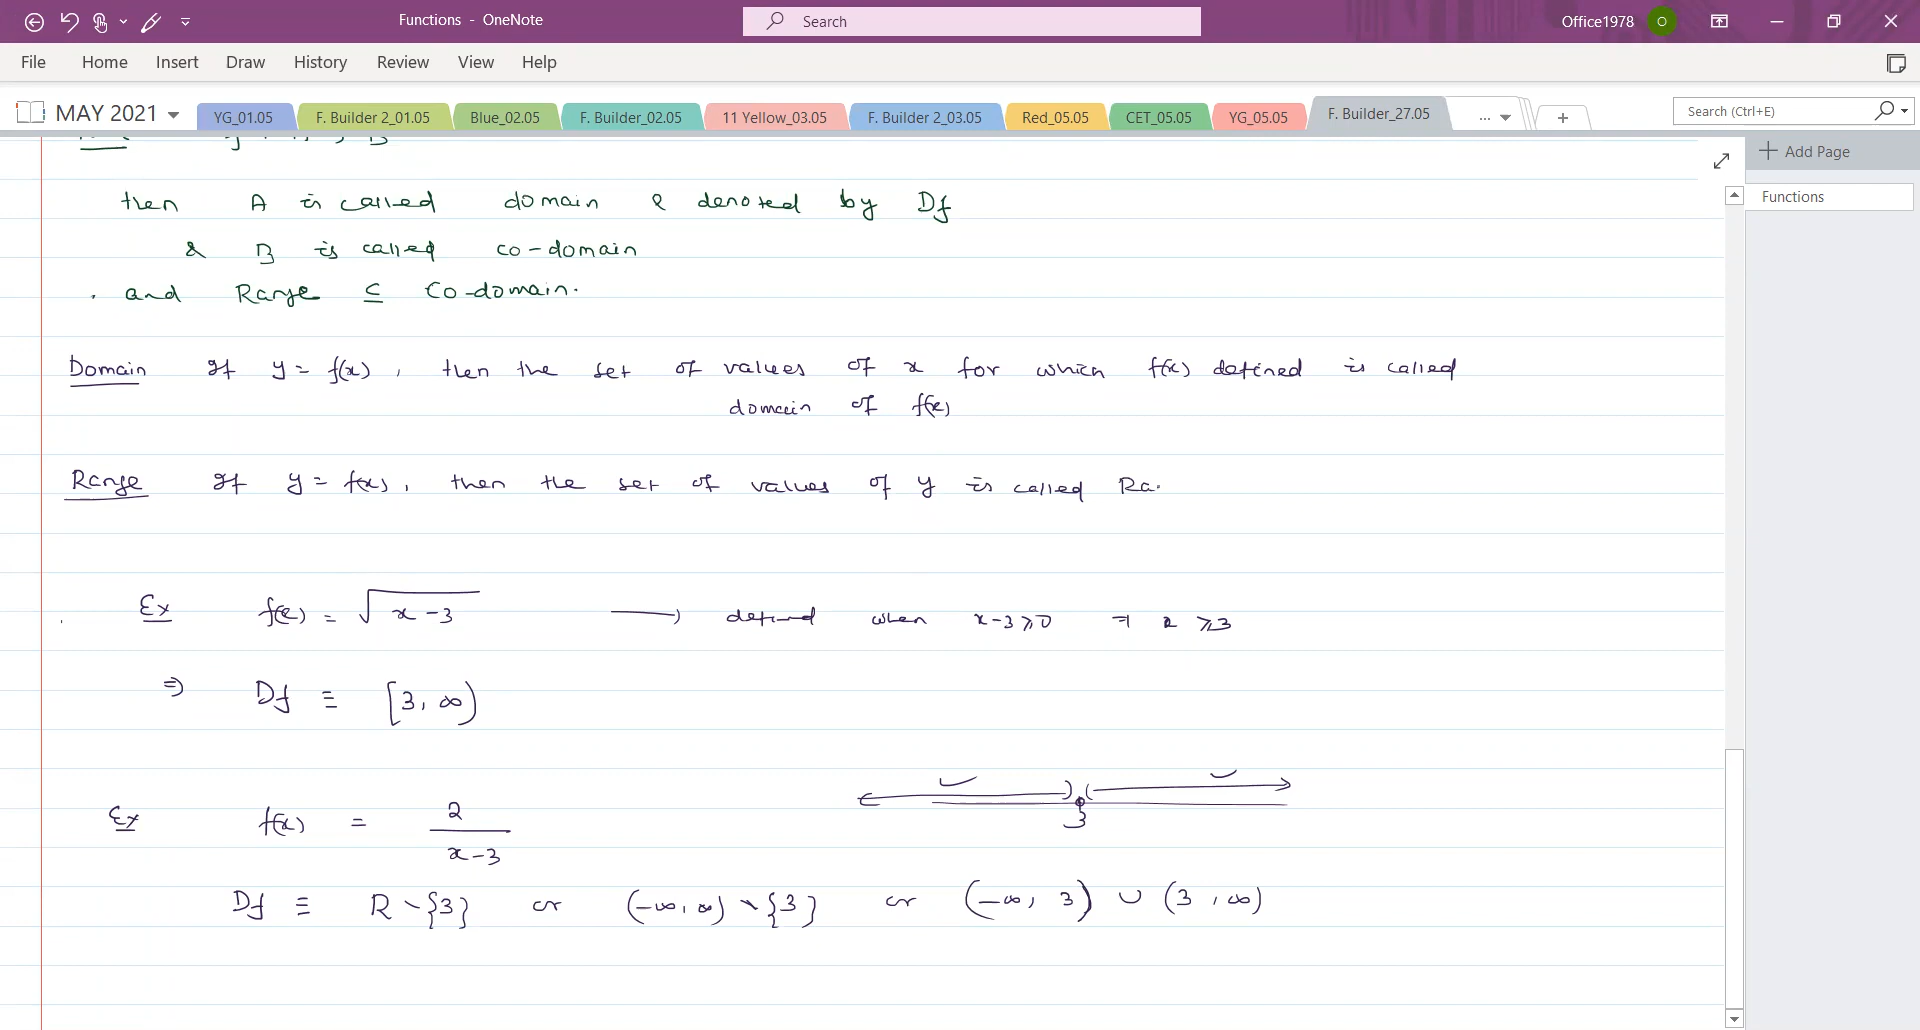 Functions - OneNote
Search
Office1978
O
File Home Insert Draw History Review View Help
MAY 2021
YG_01.05 F. Builder 2_01.05 Blue_02.05 F. Builder_02.05 11 Yellow_03.05 F. Builder 2_03.05 Red_05.05 CET_05.05 YG_05.05 F. Builder_27.05 ... +
Search (Ctrl+E)
Add Page
Functions
then A is called domain & denoted by Df
& B is called co-domain
and Range ⊆ Co-domain.
Domain If y = f(x), then the set of values of x for which f(x) defined is called
domain of f(x)
Range If y = f(x), then the set of values of y is called Ra
Ex f(x) = √(x-3) → defined when x-3 ≥ 0 ⇒ x ≥ 3
⇒ Df ≡ [3, ∞)
3
Ex f(x) = 2/(x-3)
Df ≡ R - {3} or (-∞, ∞) - {3} or (-∞, 3) ∪ (3, ∞)